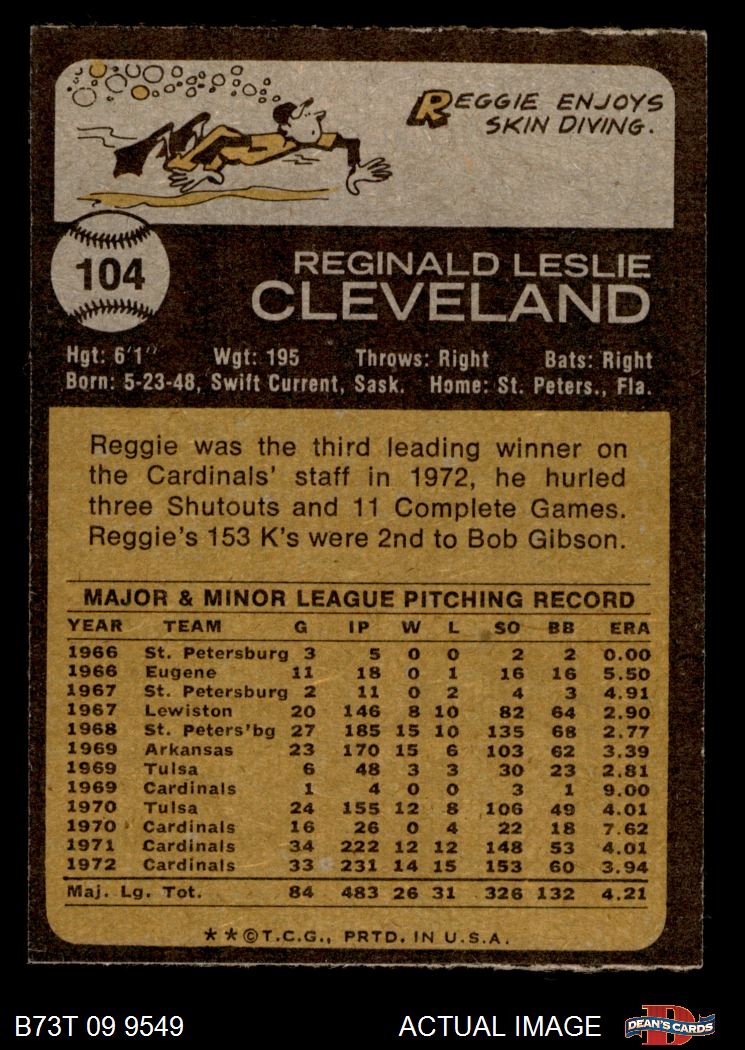 REGGIE ENJOYS
SKIN DIVING.
104
REGINALD LESLIE
CLEVELAND
Hgt: 6'1" Wgt: 195 Throws: Right Bats: Right
Born: 5-23-48, Swift Current, Sask. Home: St. Peters., Fla.
Reggie was the third leading winner on
the Cardinals' staff in 1972, he hurled
three Shutouts and 11 Complete Games.
Reggie's 153 K's were 2nd to Bob Gibson.
MAJOR & MINOR LEAGUE PITCHING RECORD
YEAR TEAM G IP W L SO BB ERA
1966 St. Petersburg 3 5 0 0 2 2 0.00
1966 Eugene 11 18 0 1 16 16 5.50
1967 St. Petersburg 2 11 0 2 4 3 4.91
1967 Lewiston 20 146 8 10 82 64 2.90
1968 St. Peters'bg 27 185 15 10 135 68 2.77
1969 Arkansas 23 170 15 6 103 62 3.39
1969 Tulsa 6 48 3 3 30 23 2.81
1969 Cardinals 1 4 0 0 3 1 9.00
1970 Tulsa 24 155 12 8 106 49 4.01
1970 Cardinals 16 26 0 4 22 18 7.62
1971 Cardinals 34 222 12 12 148 53 4.01
1972 Cardinals 33 231 14 15 153 60 3.94
Maj. Lg. Tot. 84 483 26 31 326 132 4.21
**©T.C.G., PRTD. IN U.S.A.
B73T 09 9549 ACTUAL IMAGE D DEAN'S CARDS